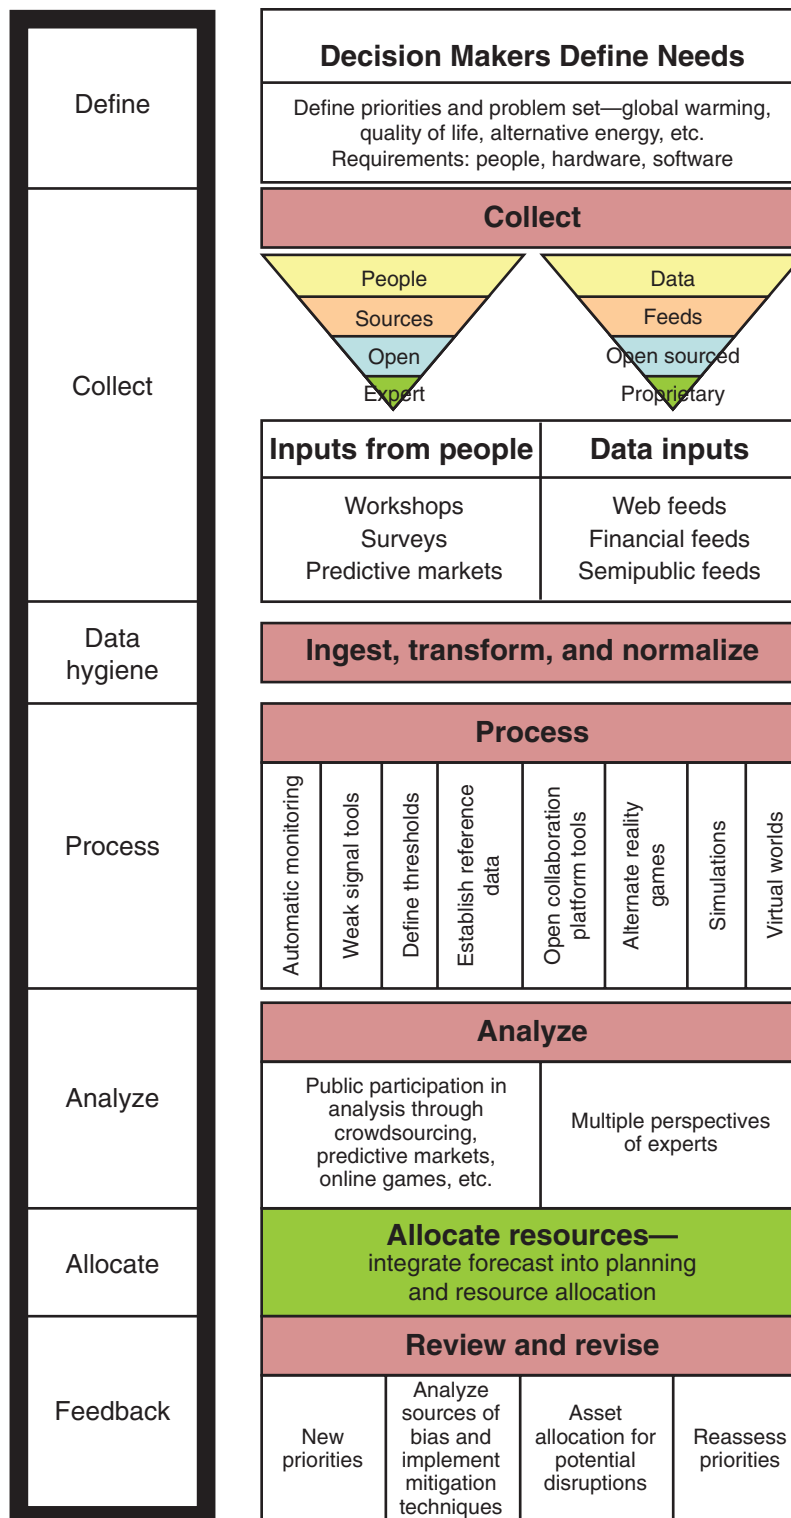 Define
Decision Makers Define Needs
Define priorities and problem set—global warming,
quality of life, alternative energy, etc.
Requirements: people, hardware, software
Collect
Collect
People
Sources
Open
Expert
Data
Feeds
Open sourced
Proprietary
Inputs from people
Workshops
Surveys
Predictive markets
Data inputs
Web feeds
Financial feeds
Semipublic feeds
Data
hygiene
Ingest, transform, and normalize
Process
Process
Automatic monitoring
Weak signal tools
Define thresholds
Establish reference
data
Open collaboration
platform tools
Alternate reality
games
Simulations
Virtual worlds
Analyze
Analyze
Public participation in
analysis through
crowdsourcing,
predictive markets,
online games, etc.
Multiple perspectives
of experts
Allocate
Allocate resources—
integrate forecast into planning
and resource allocation
Feedback
Review and revise
New
priorities
Analyze
sources of
bias and
implement
mitigation
techniques
Asset
allocation for
potential
disruptions
Reassess
priorities